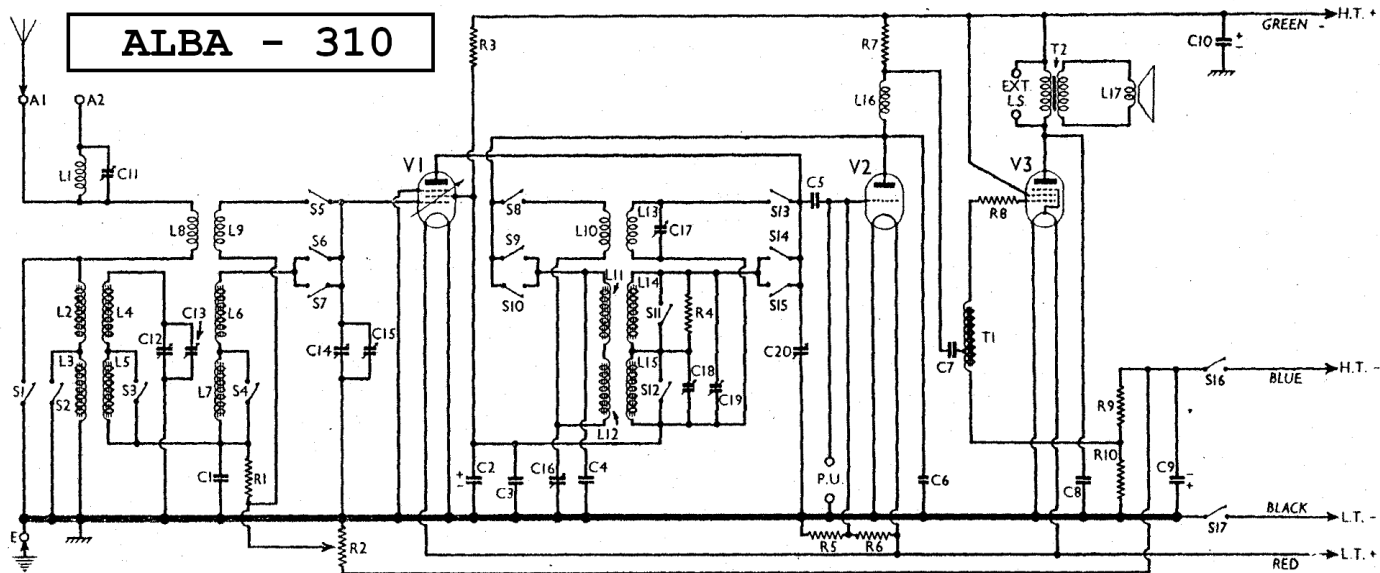 ALBA - 310
A1
A2
L1
C11
L8
L9
L2
L3
L4
L5
C12
C13
L6
L7
S1
S2
S3
S4
C1
R1
E
S5
S6
S7
C14
C15
R2
V1
R3
S8
S9
S10
L10
L11
L12
L13
C17
L14
L15
S11
S12
R4
C18
C19
S13
S14
S15
C20
C5
C2
+
-
C3
C16
C4
P.U.
R5
R6
V2
R7
L16
C6
C7
T1
R8
V3
EXT.
L.S.
T2
L17
C8
C10
+
-
R9
R10
C9
-
+
S16
S17
GREEN
H.T. +
BLUE
H.T. -
BLACK
L.T. -
RED
L.T. +